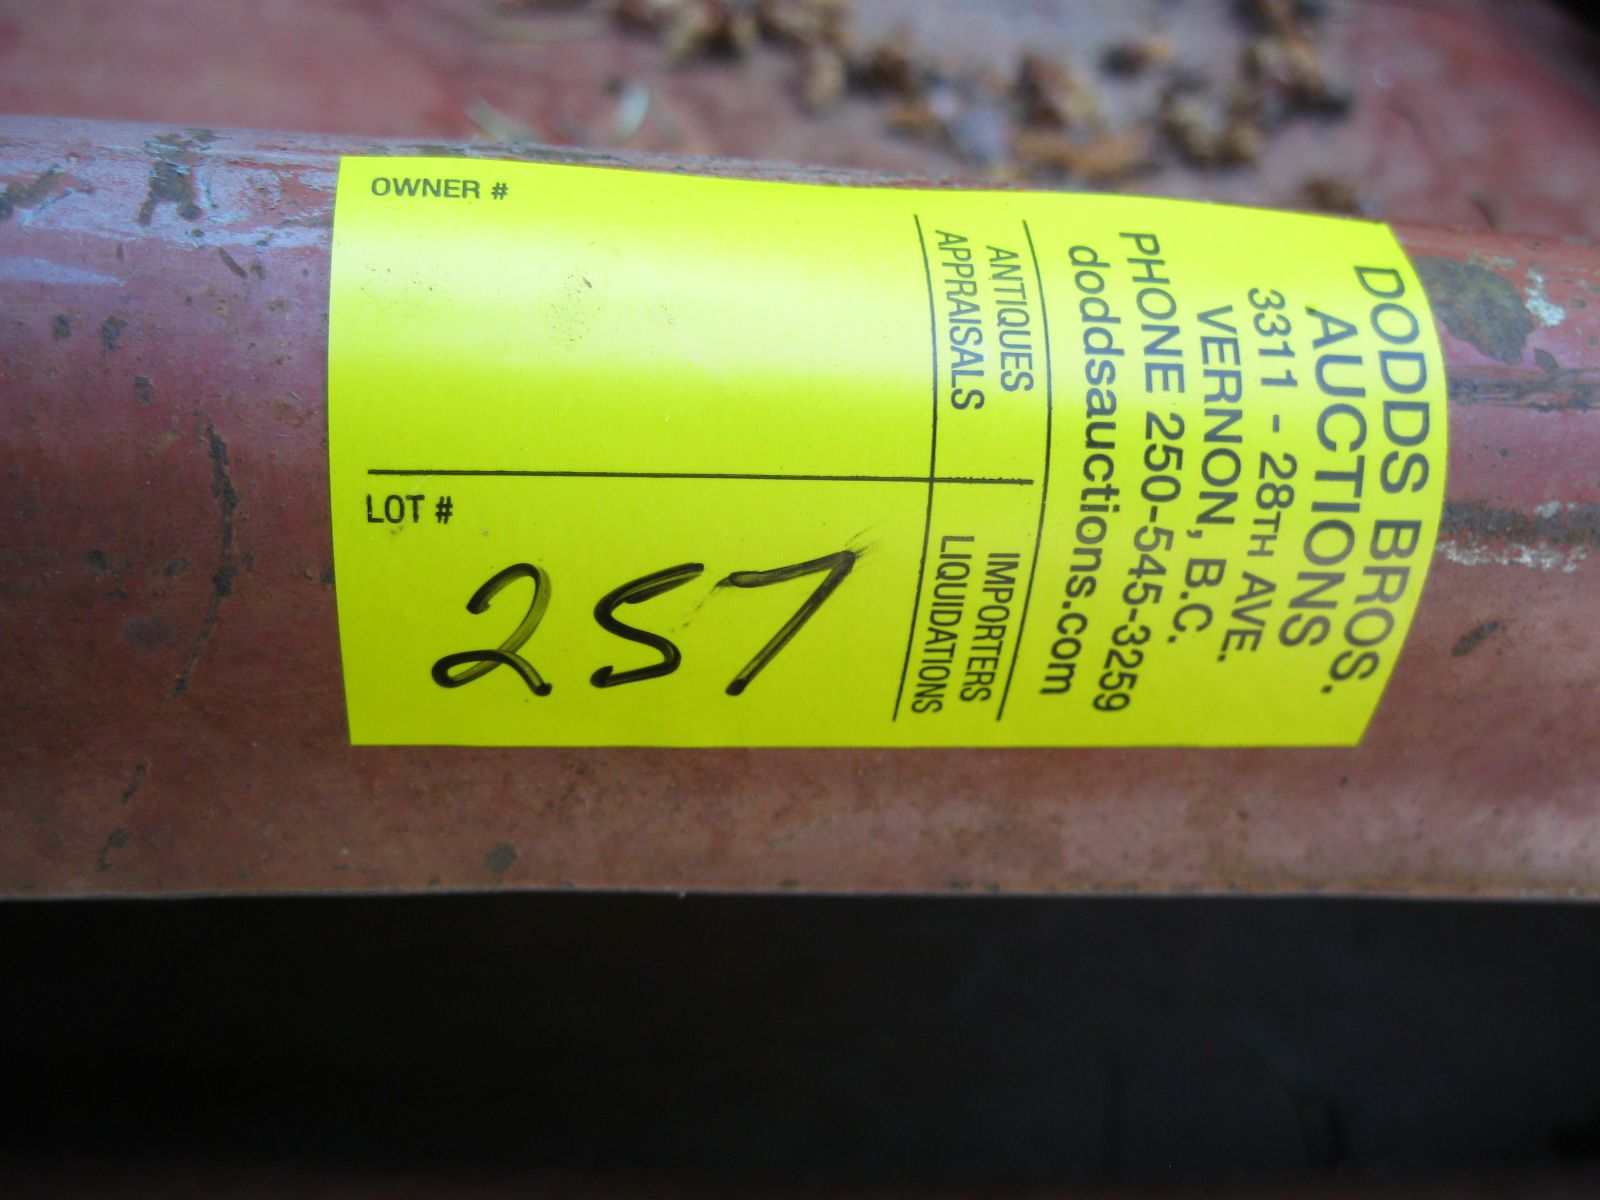 OWNER #
LOT #
257
DODDS BROS.
AUCTIONS
3311 - 28TH AVE.
VERNON, B.C.
PHONE 250-545-3259
doddsauctions.com
ANTIQUES
APPRAISALS
IMPORTERS
LIQUIDATIONS